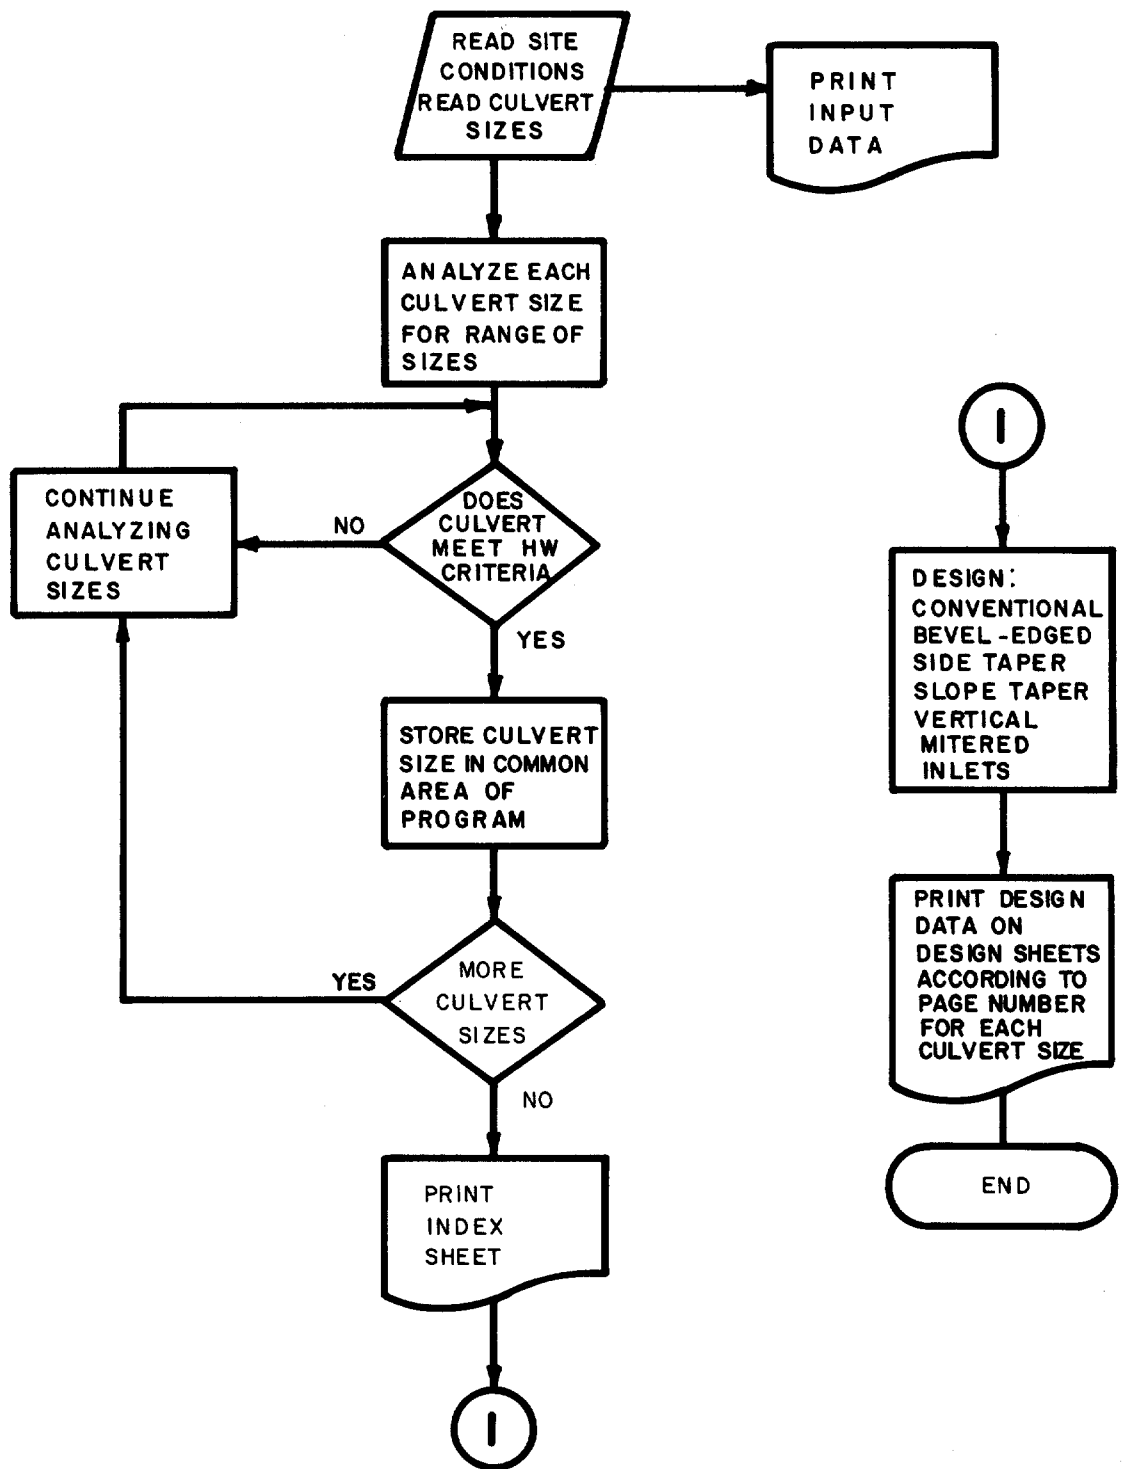 READ SITE
CONDITIONS
READ CULVERT
SIZES
PRINT
INPUT
DATA
ANALYZE EACH
CULVERT SIZE
FOR RANGE OF
SIZES
CONTINUE
ANALYZING
CULVERT
SIZES
NO
DOES
CULVERT
MEET HW
CRITERIA
YES
STORE CULVERT
SIZE IN COMMON
AREA OF
PROGRAM
YES
MORE
CULVERT
SIZES
NO
PRINT
INDEX
SHEET
I
I
DESIGN:
CONVENTIONAL
BEVEL-EDGED
SIDE TAPER
SLOPE TAPER
VERTICAL
MITERED
INLETS
PRINT DESIGN
DATA ON
DESIGN SHEETS
ACCORDING TO
PAGE NUMBER
FOR EACH
CULVERT SIZE
END